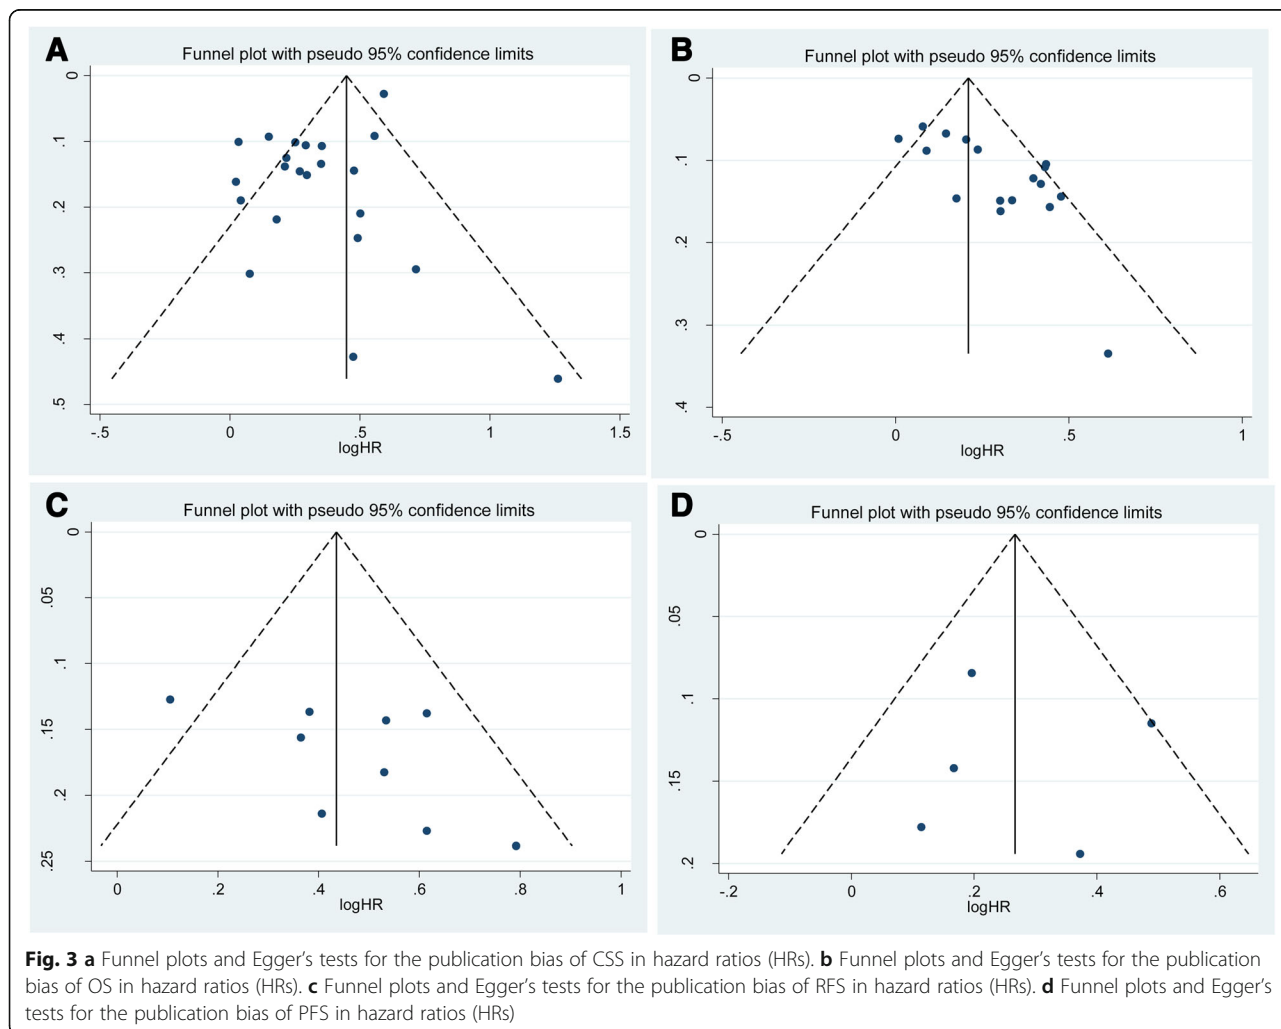 A
Funnel plot with pseudo 95% confidence limits
0
.1
.2
.3
.4
.5
-.5 0 .5 1 1.5
logHR
B
Funnel plot with pseudo 95% confidence limits
0
.1
.2
.3
.4
-.5 0 .5 1
logHR
C
Funnel plot with pseudo 95% confidence limits
0
.05
.1
.15
.2
.25
0 .2 .4 .6 .8 1
logHR
D
Funnel plot with pseudo 95% confidence limits
0
.05
.1
.15
.2
-.2 0 .2 .4 .6
logHR
Fig. 3 a Funnel plots and Egger's tests for the publication bias of CSS in hazard ratios (HRs). b Funnel plots and Egger's tests for the publication
bias of OS in hazard ratios (HRs). c Funnel plots and Egger's tests for the publication bias of RFS in hazard ratios (HRs). d Funnel plots and Egger's
tests for the publication bias of PFS in hazard ratios (HRs)